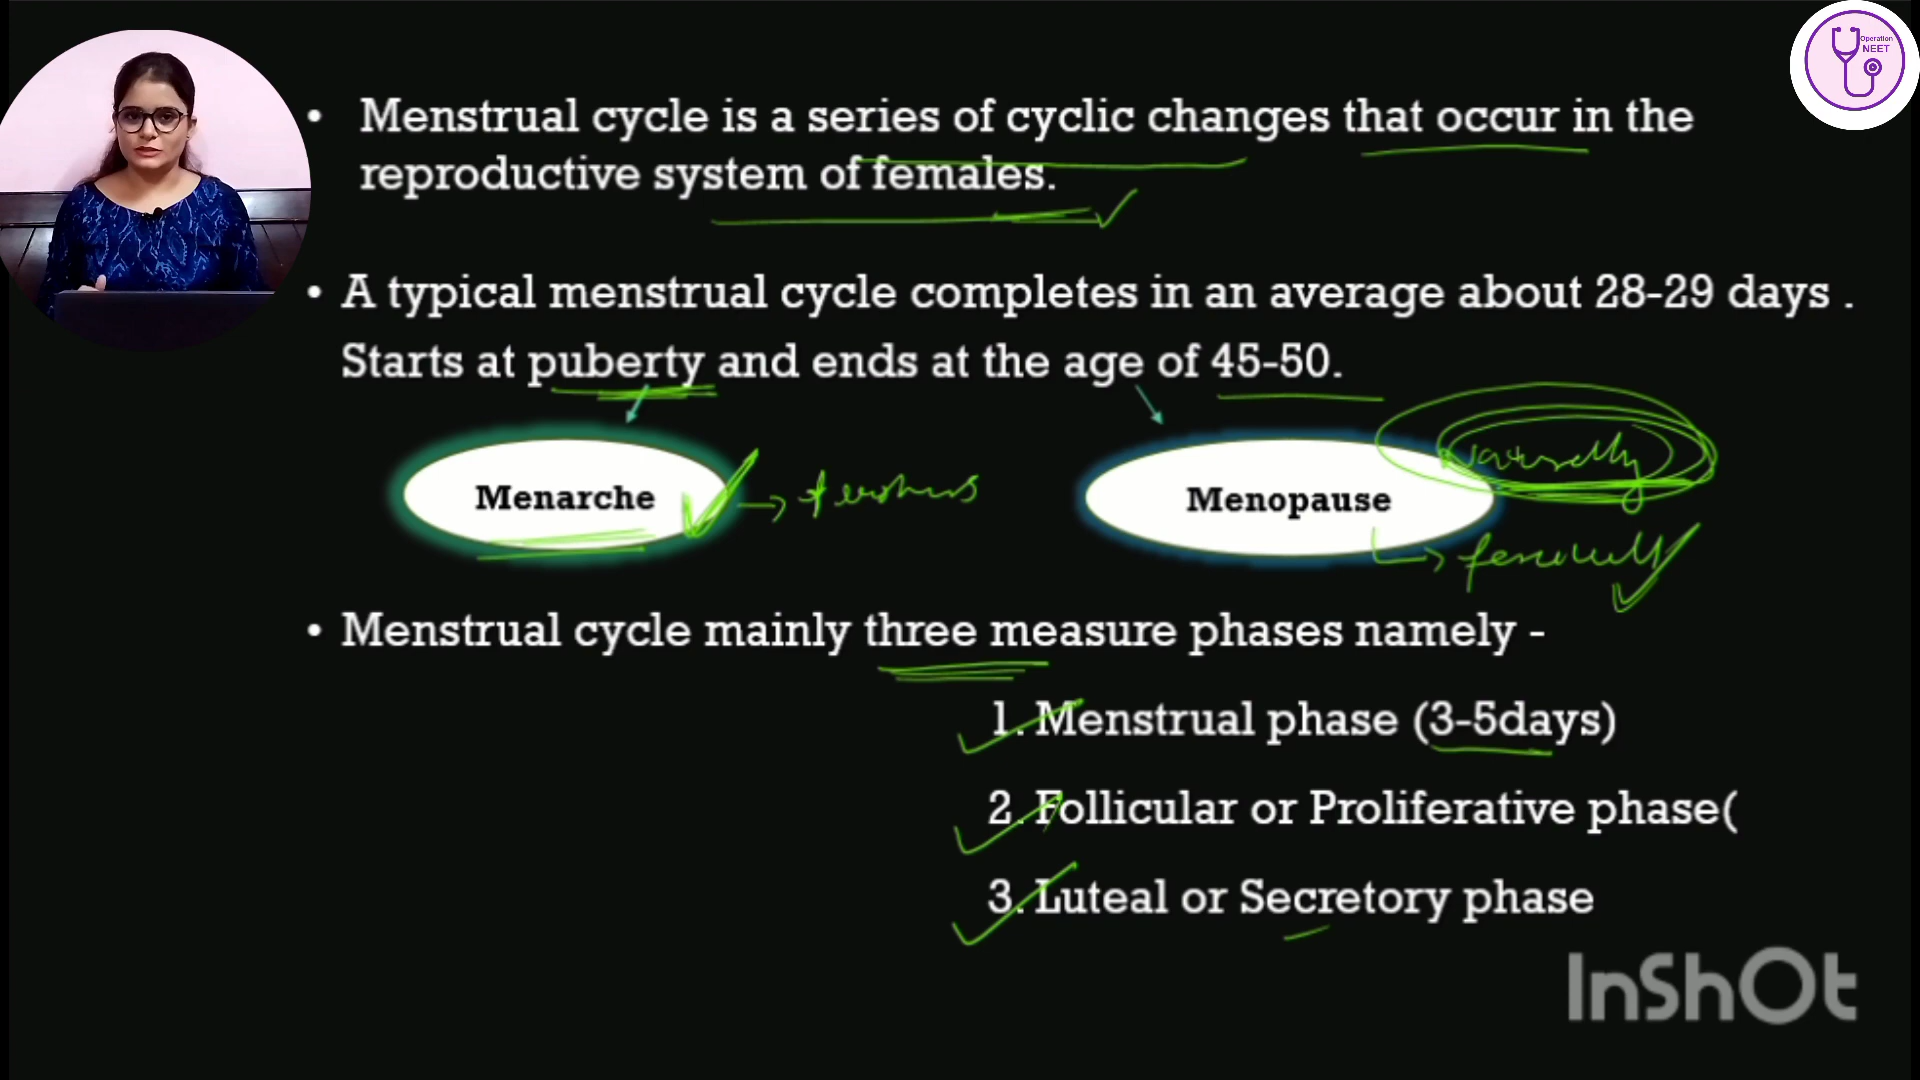 Operation
NEET
• Menstrual cycle is a series of cyclic changes that occur in the
reproductive system of females.
• A typical menstrual cycle completes in an average about 28-29 days .
Starts at puberty and ends at the age of 45-50.
Menarche
Menopause
• Menstrual cycle mainly three measure phases namely -
1. Menstrual phase (3-5days)
2. Follicular or Proliferative phase(
3. Luteal or Secretory phase
InShOt